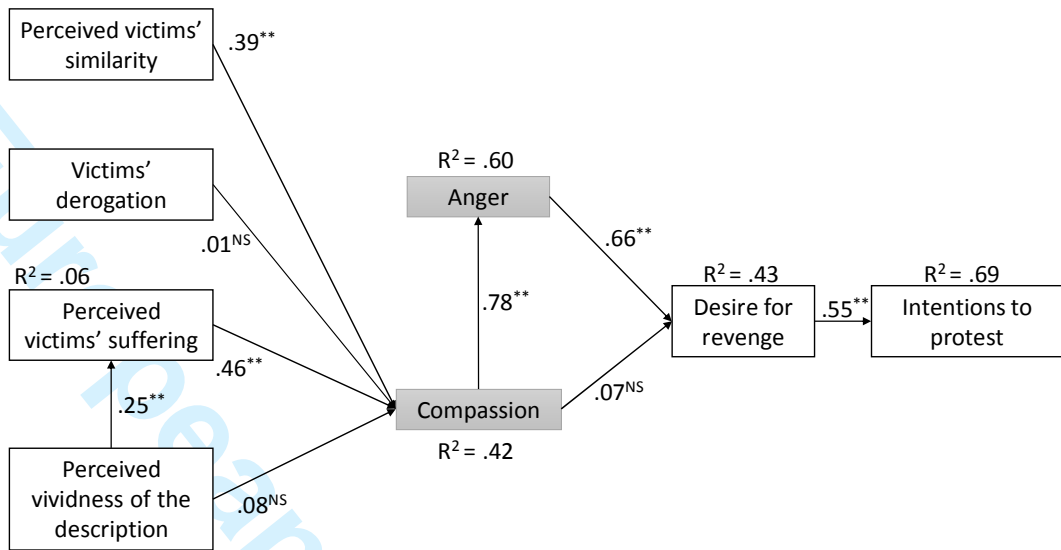 Perceived victims'
similarity
.39**
Victims'
derogation
.01NS
R2 = .06
Perceived
victims' suffering
.46**
.25**
Perceived
vividness of the
description
.08NS
R2 = .60
Anger
.78**
Compassion
R2 = .42
.66**
.07NS
R2 = .43
Desire for
revenge
.55**
R2 = .69
Intentions to
protest